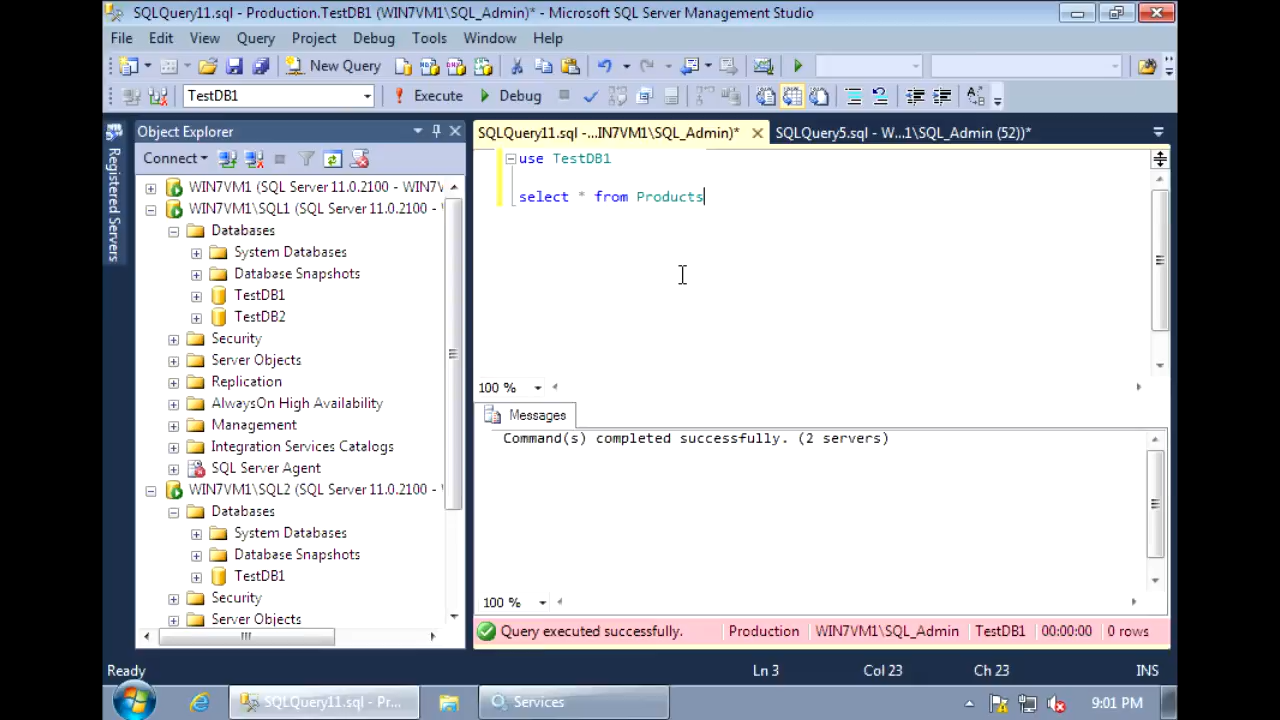 SQLQuery11.sql - Production.TestDB1 (WIN7VM1\SQL_Admin)* - Microsoft SQL Server Management Studio
File Edit View Query Project Debug Tools Window Help
New Query
TestDB1 Execute Debug
Registered Servers
Object Explorer
Connect
WIN7VM1 (SQL Server 11.0.2100 - WIN7V
WIN7VM1\SQL1 (SQL Server 11.0.2100 -
Databases
System Databases
Database Snapshots
TestDB1
TestDB2
Security
Server Objects
Replication
AlwaysOn High Availability
Management
Integration Services Catalogs
SQL Server Agent
WIN7VM1\SQL2 (SQL Server 11.0.2100 -
Databases
System Databases
Database Snapshots
TestDB1
Security
Server Objects
SQLQuery11.sql -...IN7VM1\SQL_Admin)* SQLQuery5.sql - W...1\SQL_Admin (52))*
use TestDB1
select * from Products
100 %
Messages
Command(s) completed successfully. (2 servers)
100 %
Query executed successfully. Production WIN7VM1\SQL_Admin TestDB1 00:00:00 0 rows
Ready Ln 3 Col 23 Ch 23 INS
SQLQuery11.sql - Pr... Services 9:01 PM